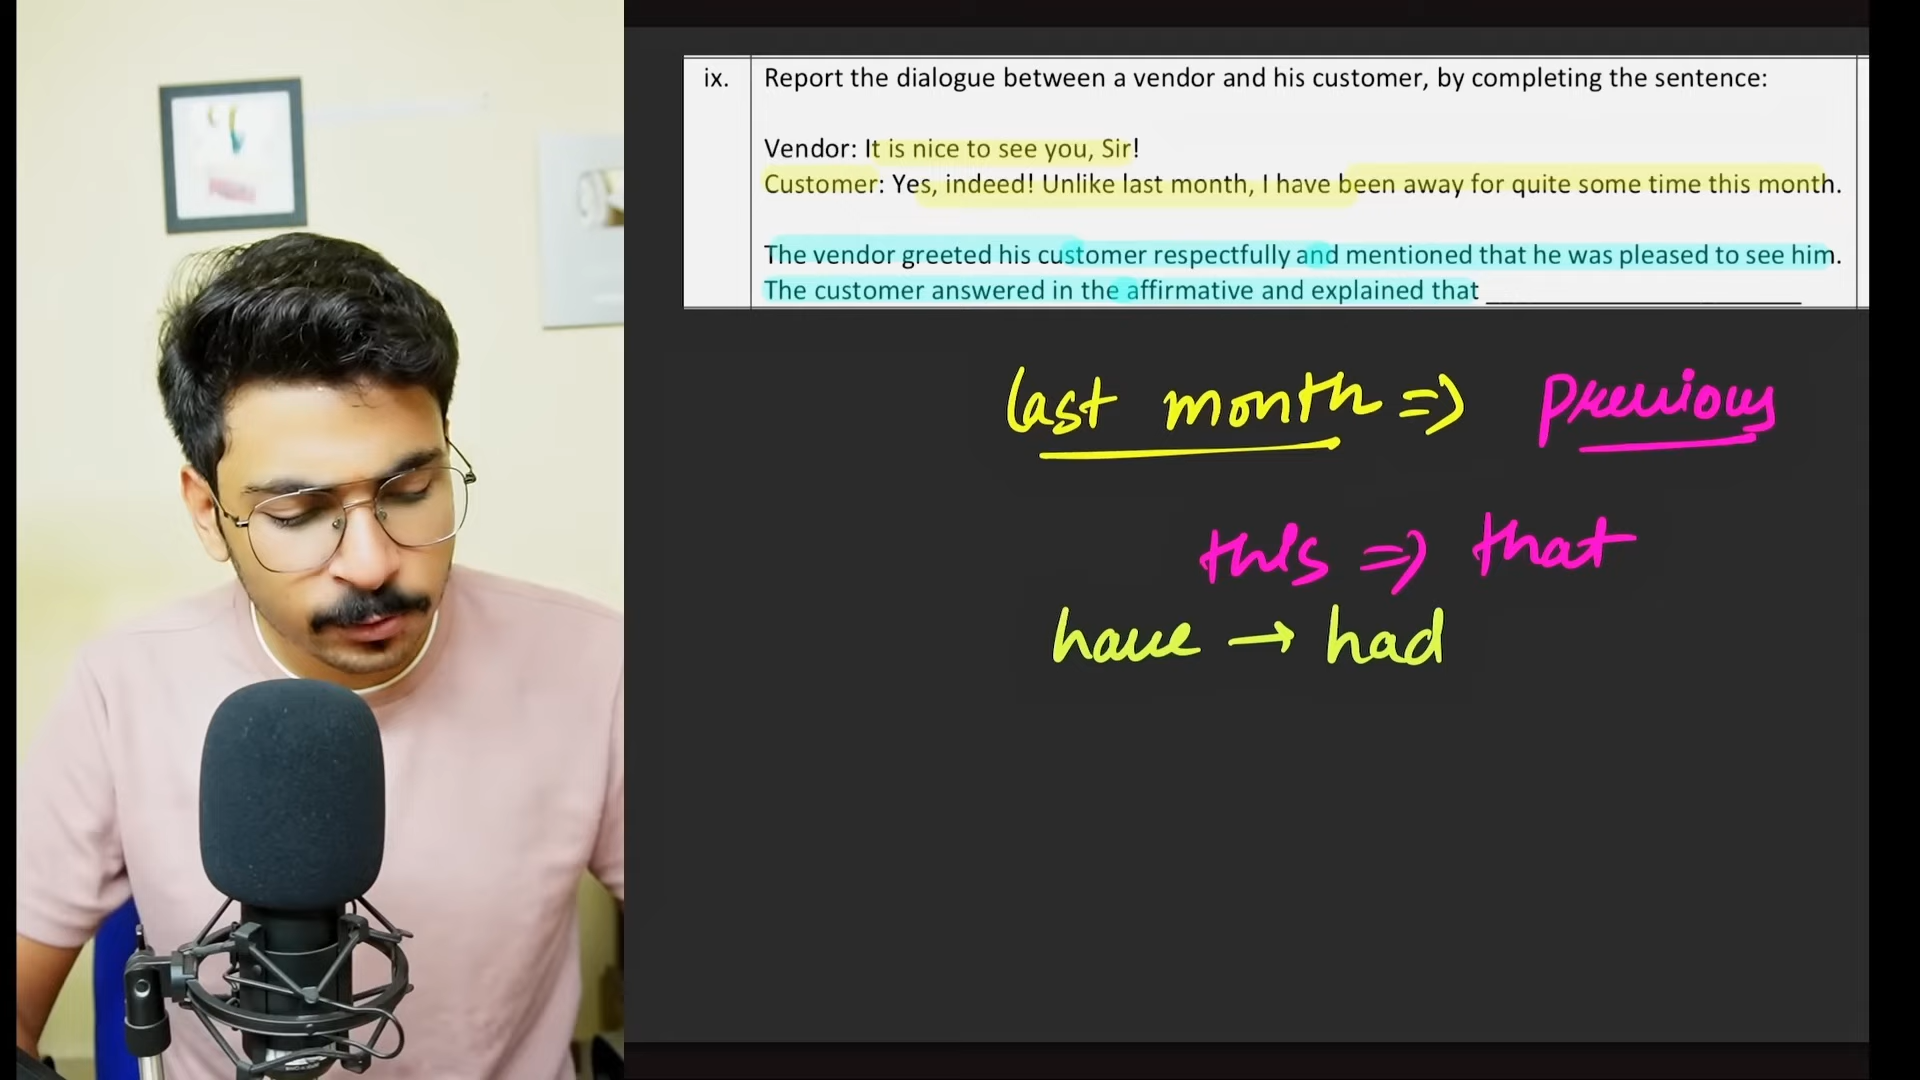 ix. Report the dialogue between a vendor and his customer, by completing the sentence:
Vendor: It is nice to see you, Sir!
Customer: Yes, indeed! Unlike last month, I have been away for quite some time this month.
The vendor greeted his customer respectfully and mentioned that he was pleased to see him.
The customer answered in the affirmative and explained that ____________________
last month => Previous
this => that
have → had